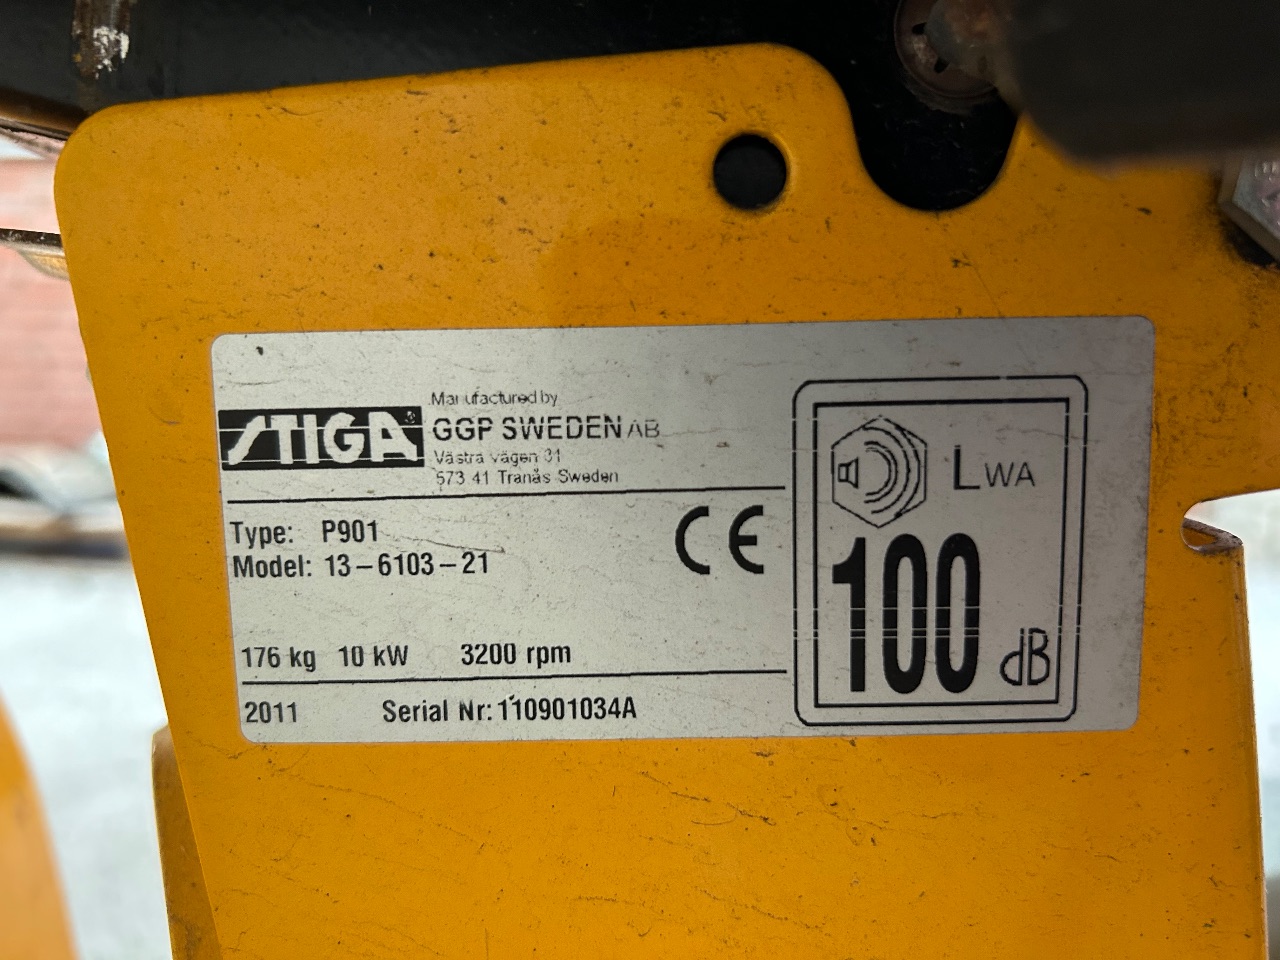 STIGA®
Manufactured by
GGP SWEDEN AB
Västra vägen 31
573 41 Tranås Sweden
Type: P901
Model: 13-6103-21
CE
176 kg 10 kW 3200 rpm
2011 Serial Nr: 110901034A
LWA
100
dB